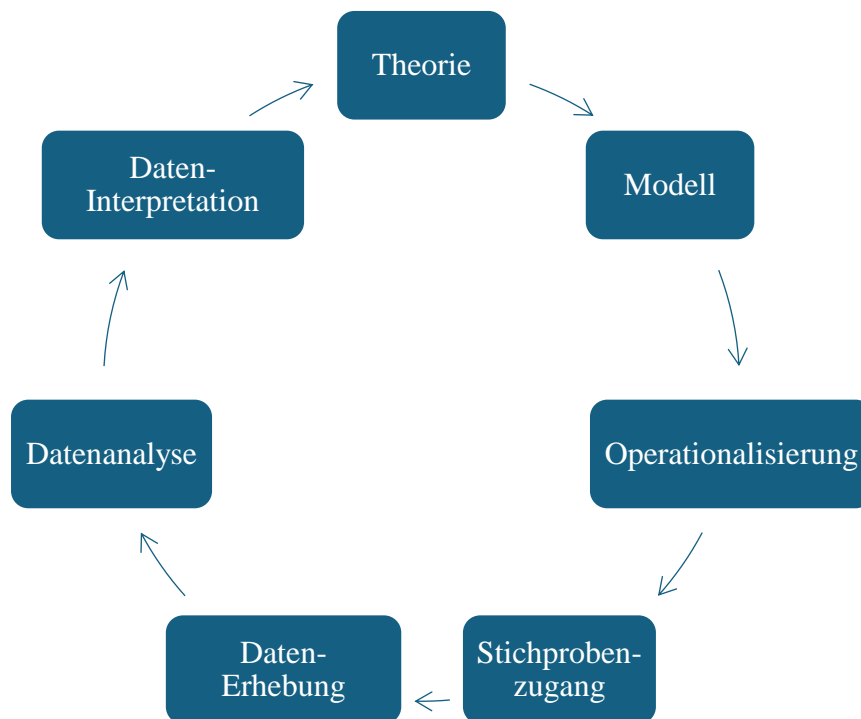 Theorie
Modell
Operationalisierung
Stichproben-
zugang
Daten-
Erhebung
Datenanalyse
Daten-
Interpretation